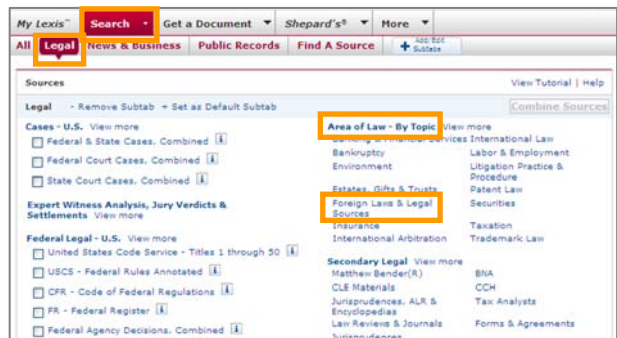 My Lexis™ Search Get a Document Shepard's® More
All Legal News & Business Public Records Find A Source Add/Edit Subtabs
Sources View Tutorial | Help
Legal - Remove Subtab + Set as Default Subtab Combine Sources
Cases - U.S. View more
Federal & State Cases, Combined
Federal Court Cases, Combined
State Court Cases, Combined
Expert Witness Analysis, Jury Verdicts &
Settlements View more
Federal Legal - U.S. View more
United States Code Service - Titles 1 through 50
USCS - Federal Rules Annotated
CFR - Code of Federal Regulations
FR - Federal Register
Federal Agency Decisions, Combined
Area of Law - By Topic View more
Banking & Financial Services International Law
Bankruptcy Labor & Employment
Environment Litigation Practice &
Procedure
Estates, Gifts & Trusts Patent Law
Foreign Laws & Legal Securities
Sources
Insurance Taxation
International Arbitration Trademark Law
Secondary Legal View more
Matthew Bender(R) BNA
CLE Materials CCH
Jurisprudences, ALR & Tax Analysts
Encyclopedias
Law Reviews & Journals Forms & Agreements
Jurisprudences